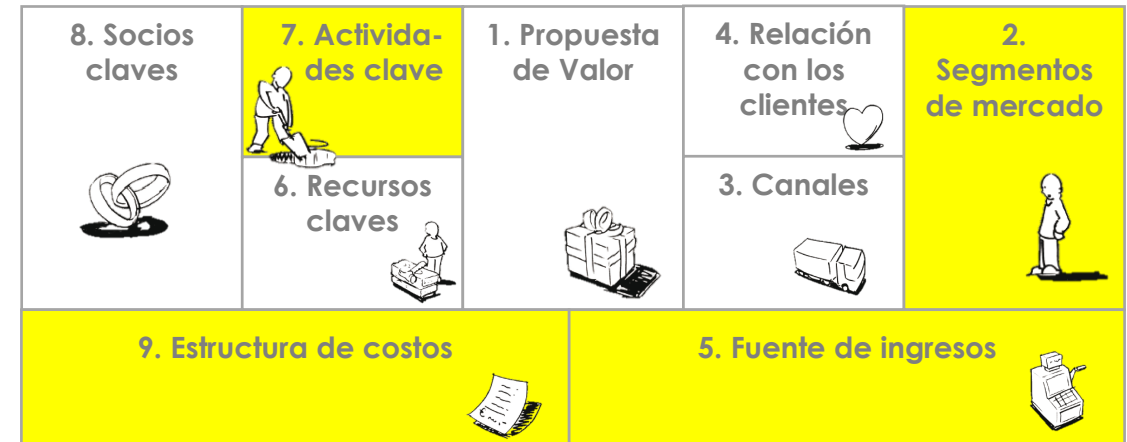 8. Socios
claves
7. Activida-
des clave
6. Recursos
claves
1. Propuesta
de Valor
4. Relación
con los
clientes
3. Canales
2.
Segmentos
de mercado
9. Estructura de costos
5. Fuente de ingresos